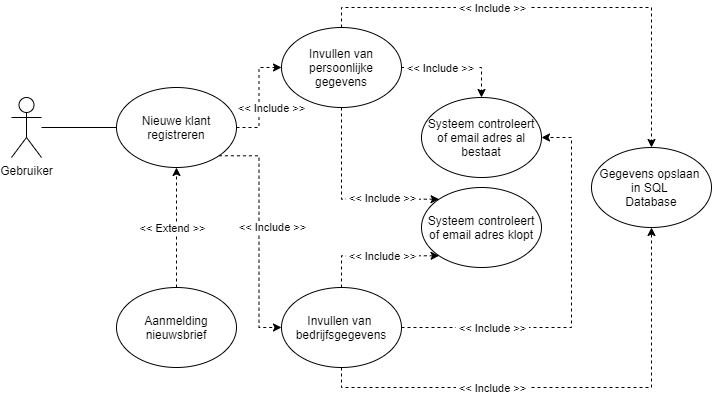 << Include >>
Invullen van
persoonlijke
gegevens
<< Include >>
<< Include >>
Nieuwe klant
registreren
Systeem controleert
of email adres al
bestaat
Gebruiker
Gegevens opslaan
in SQL
Database
<< Extend >>
<< Include >>
Systeem controleert
of email adres klopt
<< Include >>
Aanmelding
nieuwsbrief
Invullen van
bedrijfsgegevens
<< Include >>
<< Include >>